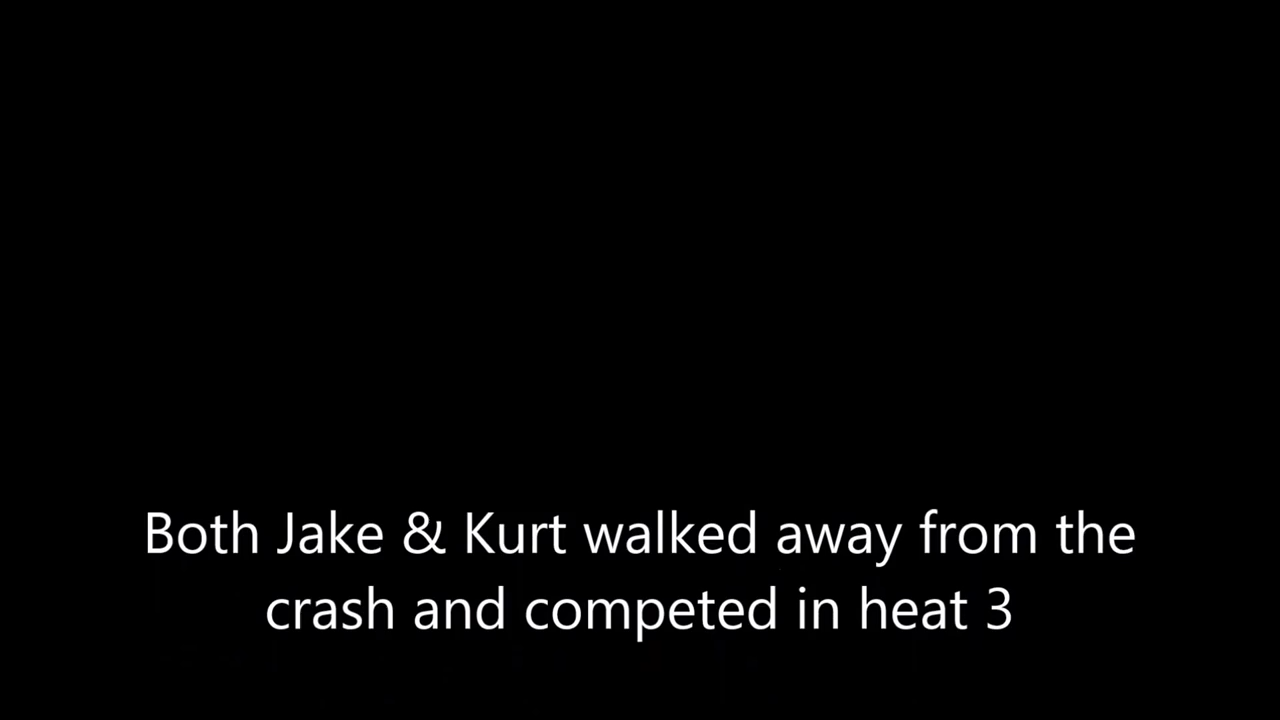 Both Jake & Kurt walked away from the
crash and competed in heat 3